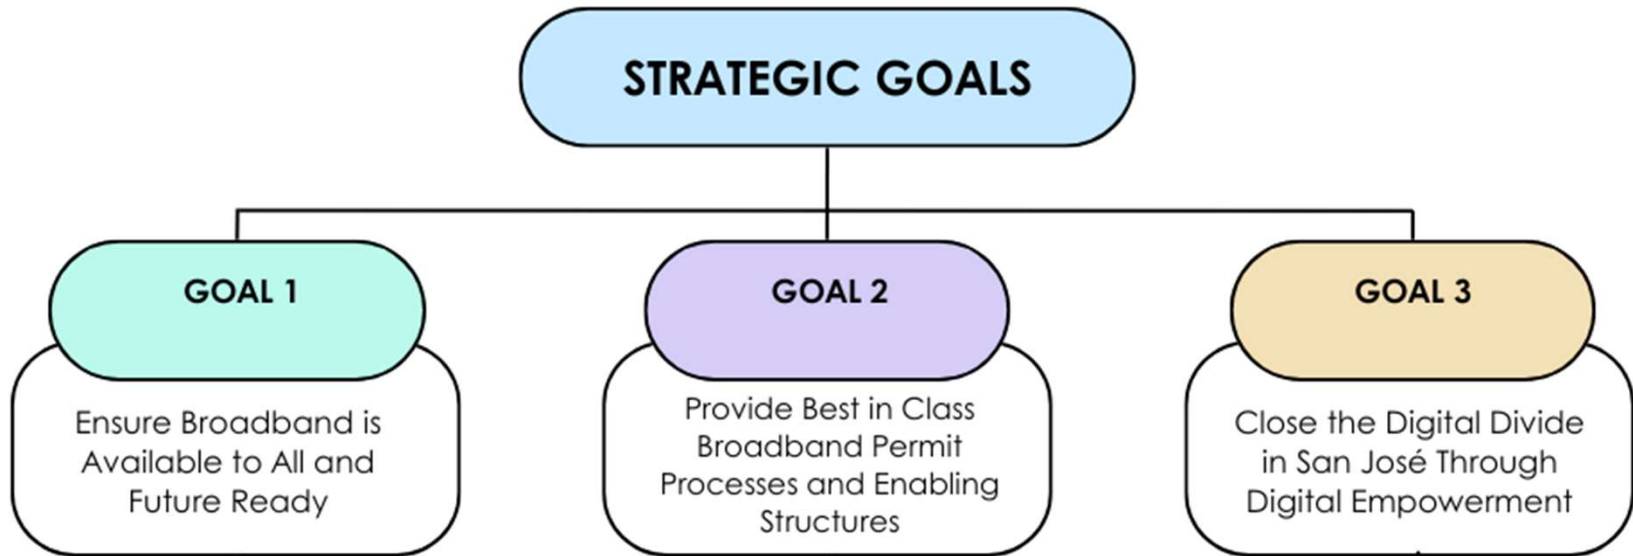 STRATEGIC GOALS
GOAL 1
Ensure Broadband is
Available to All and
Future Ready
GOAL 2
Provide Best in Class
Broadband Permit
Processes and Enabling
Structures
GOAL 3
Close the Digital Divide
in San José Through
Digital Empowerment